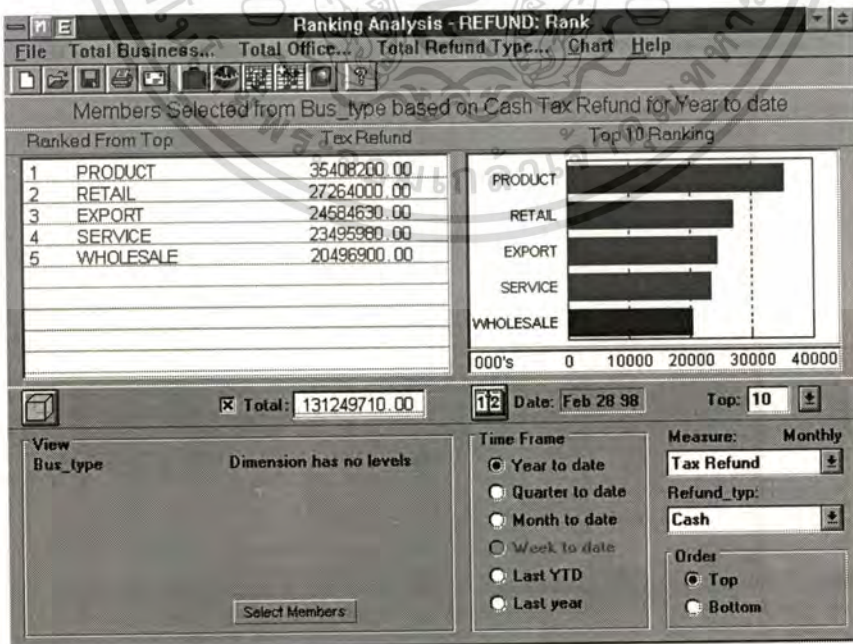 Ranking Analysis - REFUND: Rank
File Total Business... Total Office... Total Refund Type... Chart Help
Members Selected from Bus_type based on Cash Tax Refund for Year to date
Ranked From Top Tax Refund
1 PRODUCT 35408200.00
2 RETAIL 27264000.00
3 EXPORT 24584630.00
4 SERVICE 23495980.00
5 WHOLESALE 20496900.00
Top 10 Ranking
PRODUCT
RETAIL
EXPORT
SERVICE
WHOLESALE
000's 0 10000 20000 30000 40000
Total: 131249710.00
12 Date: Feb 28 98 Top: 10
View
Bus_type Dimension has no levels
Select Members
Time Frame
Year to date
Quarter to date
Month to date
Week to date
Last YTD
Last year
Measure: Monthly
Tax Refund
Refund_typ:
Cash
Order
Top
Bottom